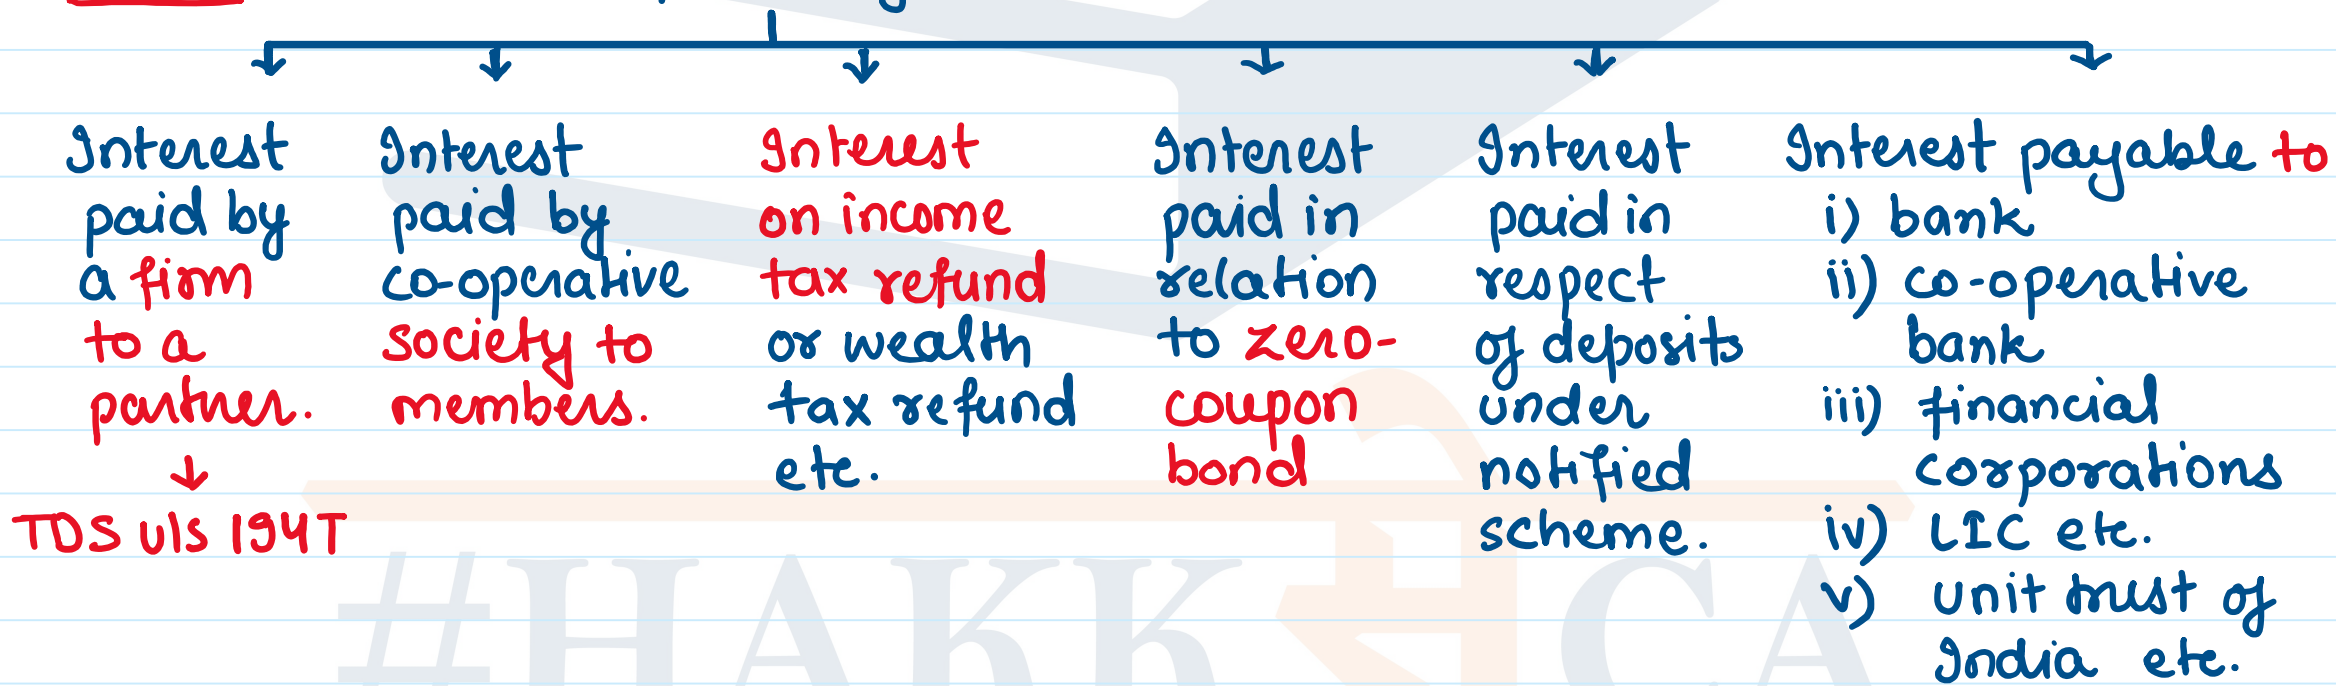 Interest
paid by
a firm
to a
partner.
TDS u/s 194T
Interest
paid by
co-operative
society to
members.
Interest
on income
tax refund
or wealth
tax refund
etc.
Interest
paid in
relation
to zero-
coupon
bond
Interest
paid in
respect
of deposits
under
notified
scheme.
Interest payable to
i) bank
ii) co-operative
bank
iii) financial
corporations
iv) LIC etc.
v) unit trust of
India etc.
#HAKK से CA